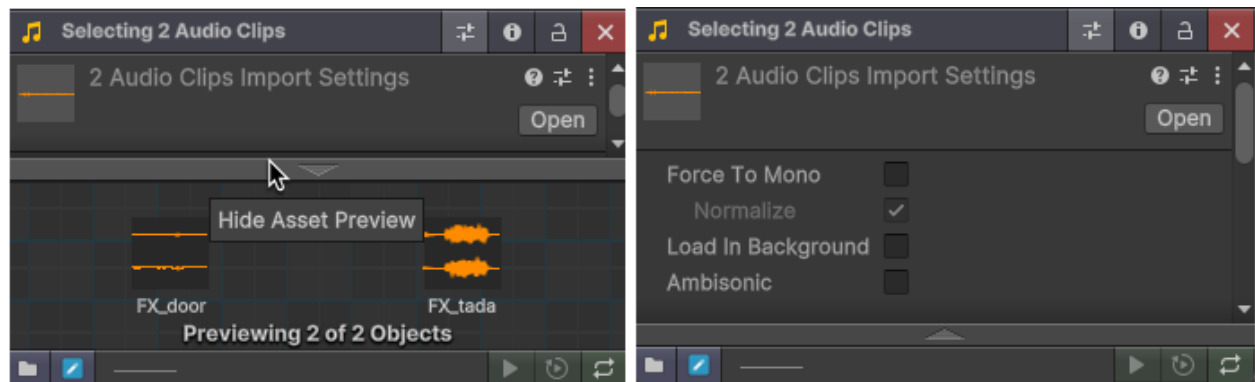 Selecting 2 Audio Clips
2 Audio Clips Import Settings
Open
Hide Asset Preview
FX_door
FX_tada
Previewing 2 of 2 Objects
Selecting 2 Audio Clips
2 Audio Clips Import Settings
Open
Force To Mono
Normalize
Load In Background
Ambisonic